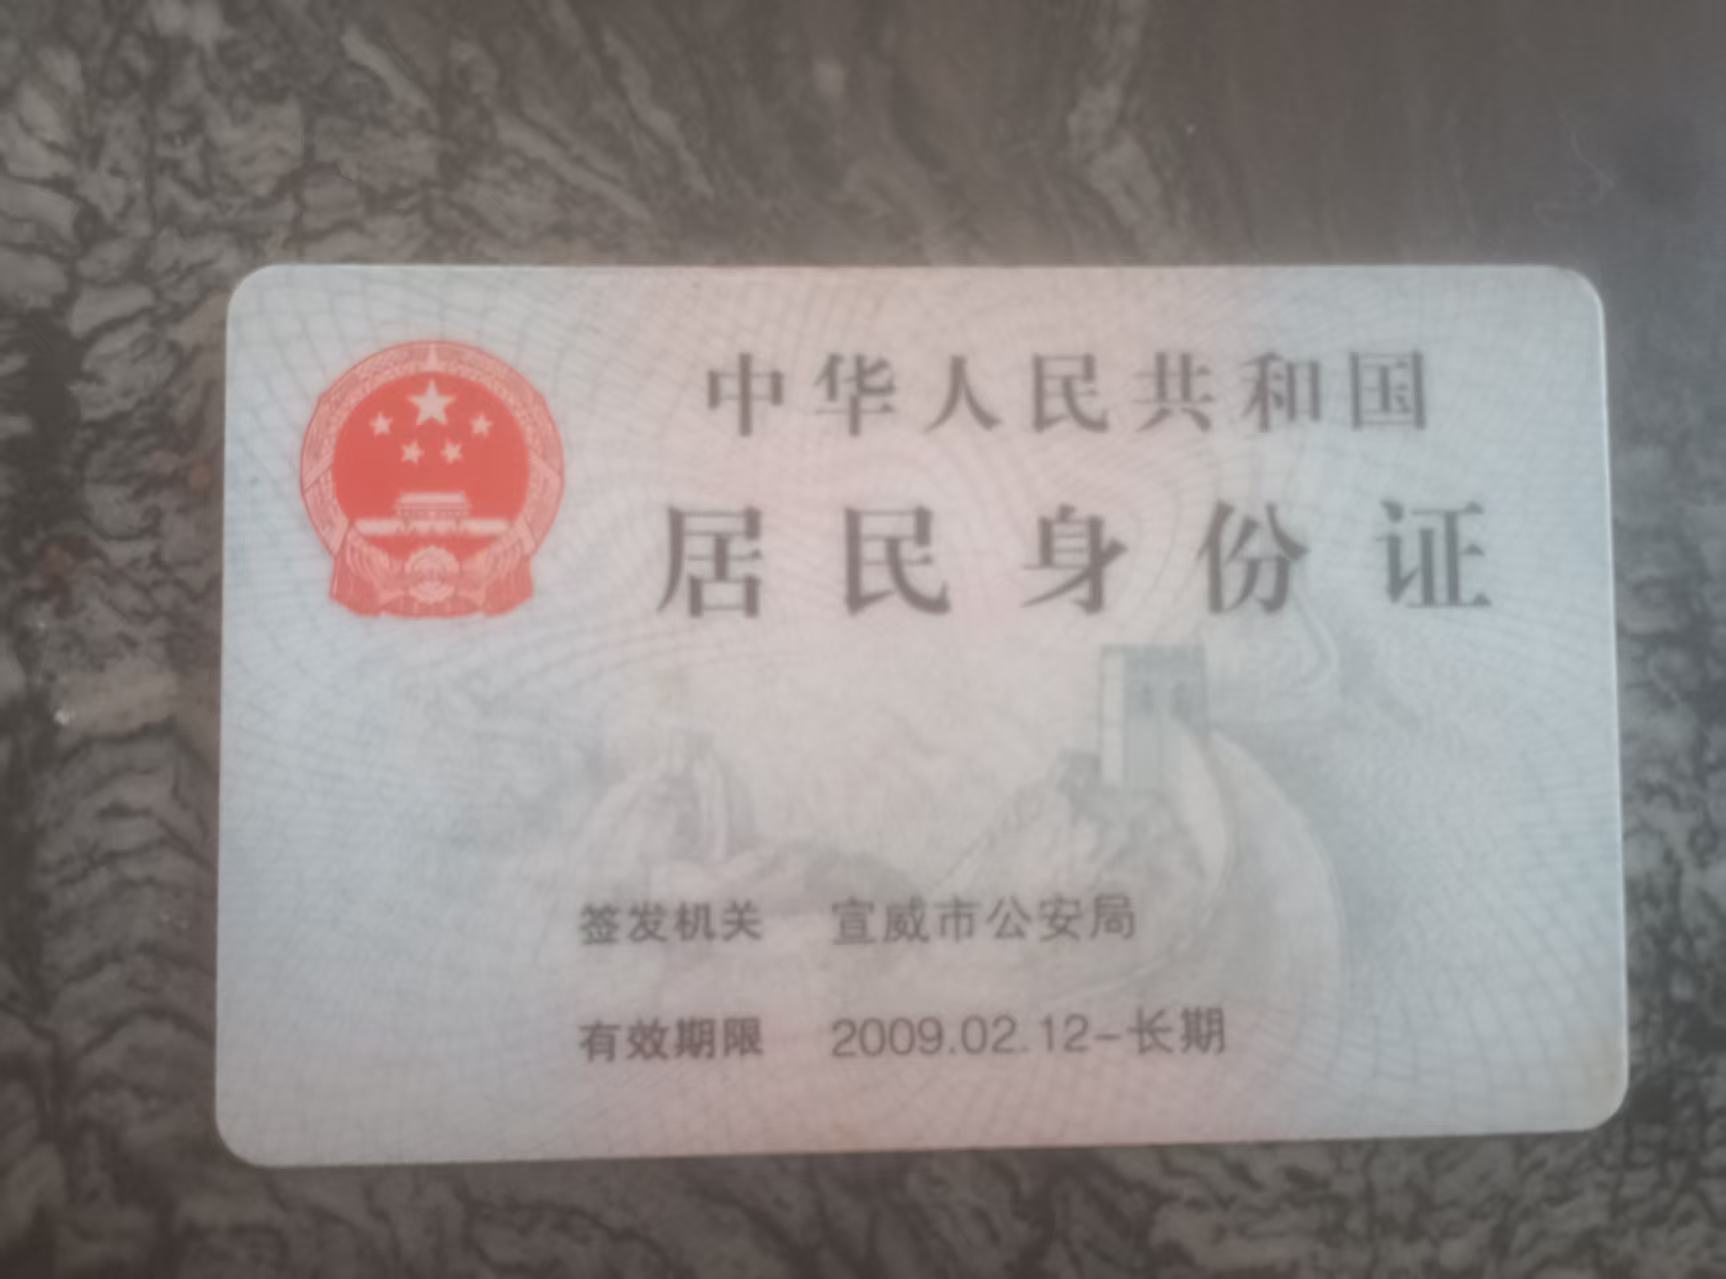 中华人民共和国
居民身份证
签发机关 宣威市公安局
有效期限 2009.02.12-长期